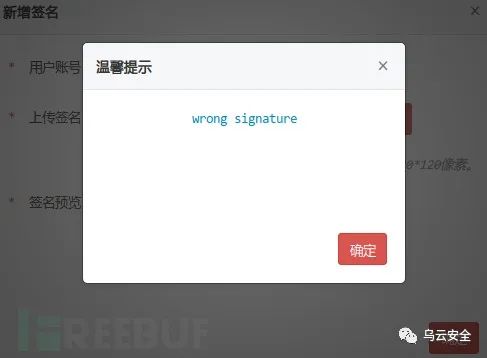 新增签名
×
温馨提示
×
* 用户账号
wrong signature
* 上传签名
0*120像素。
* 签名预览
确定
FREEBUF
乌云安全